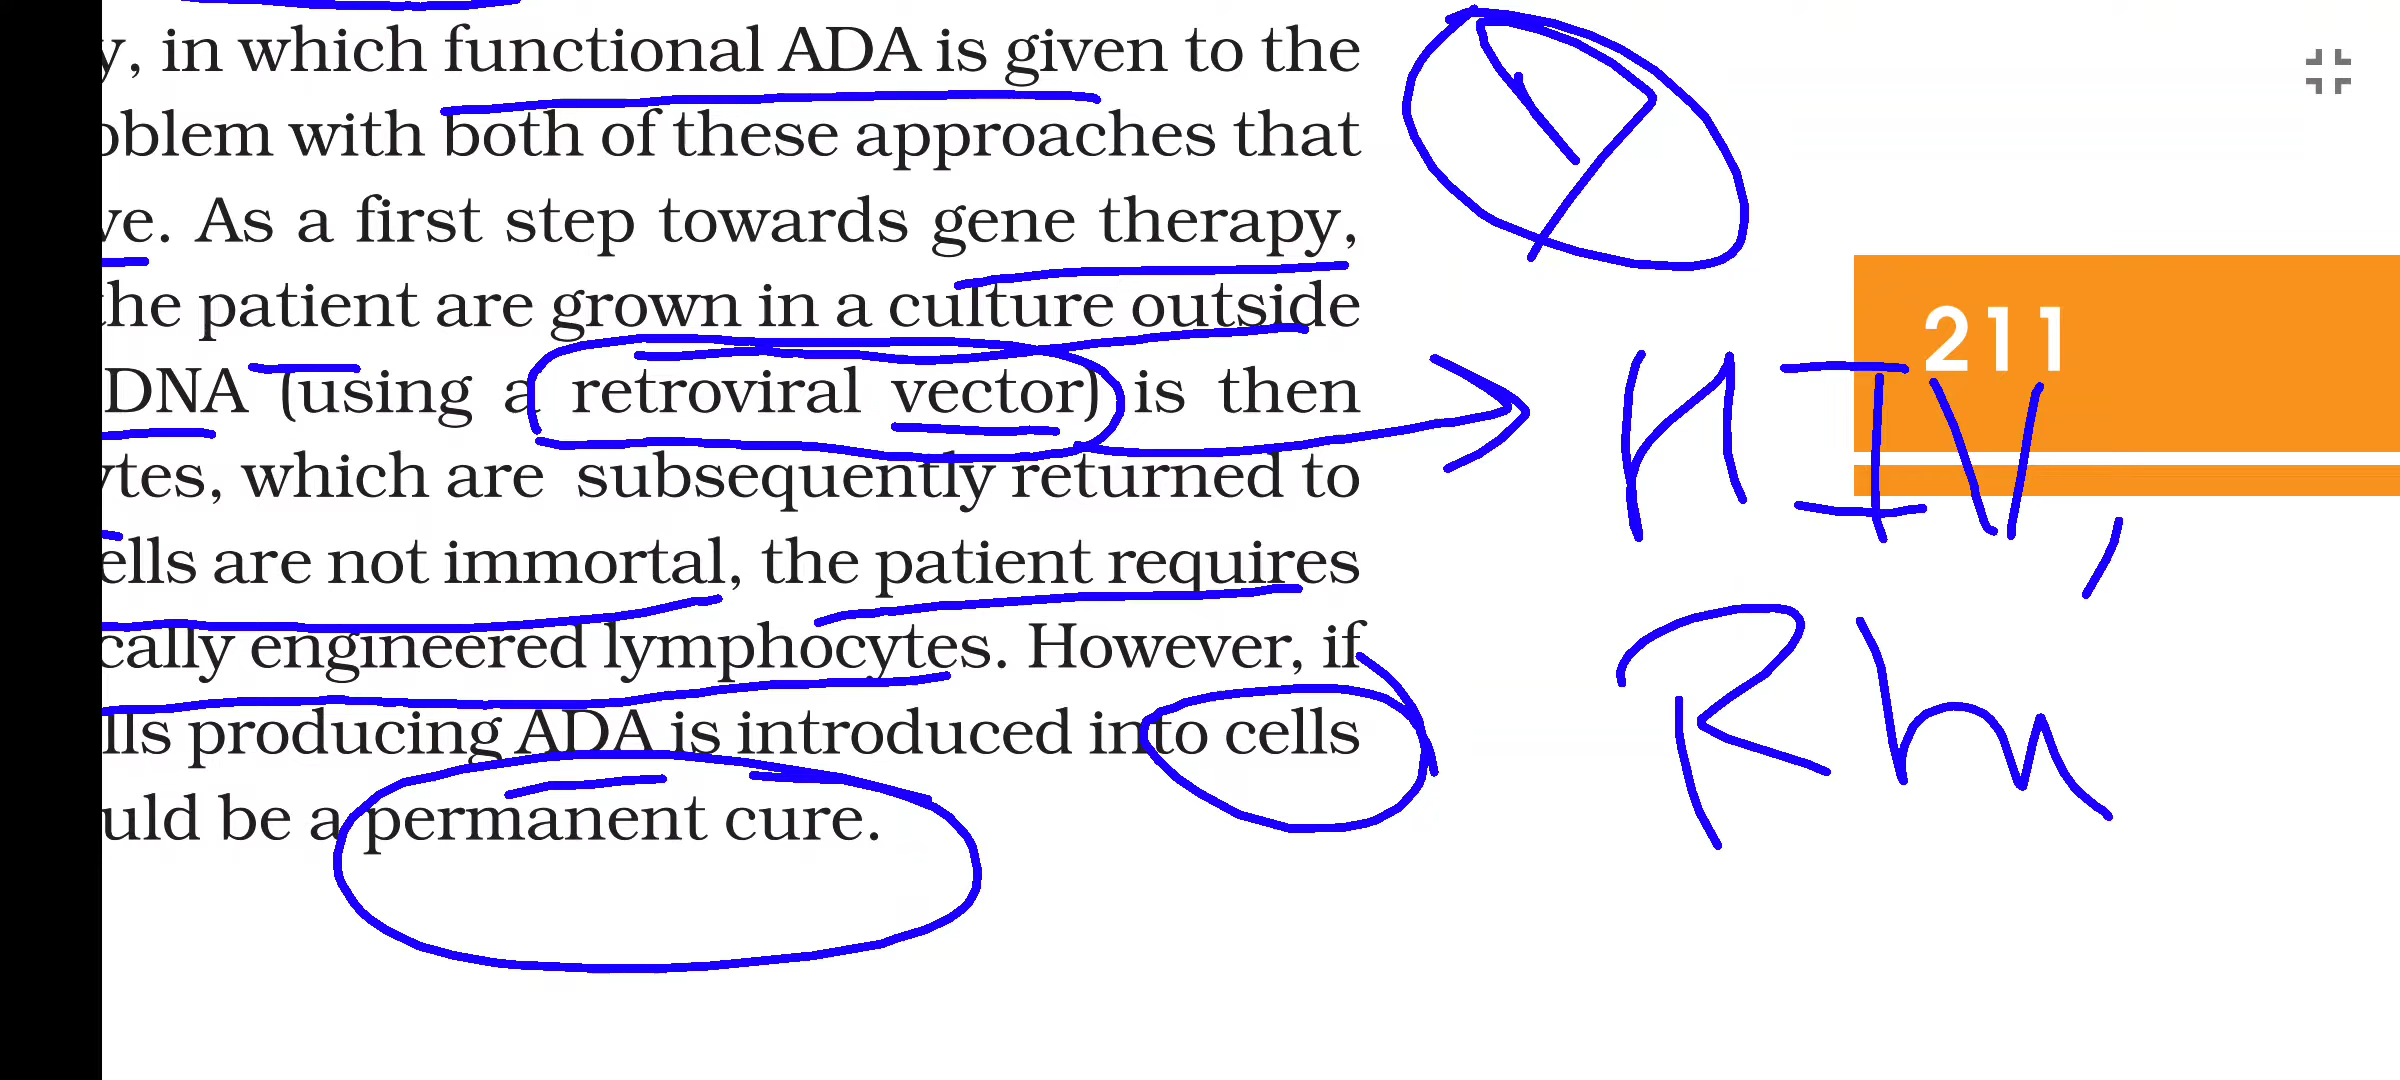 y, in which functional ADA is given to the
oblem with both of these approaches that
ve. As a first step towards gene therapy,
the patient are grown in a culture outside
DNA (using a retroviral vector) is then
ytes, which are subsequently returned to
ells are not immortal, the patient requires
cally engineered lymphocytes. However, if
lls producing ADA is introduced into cells
uld be a permanent cure.
211
HIV,